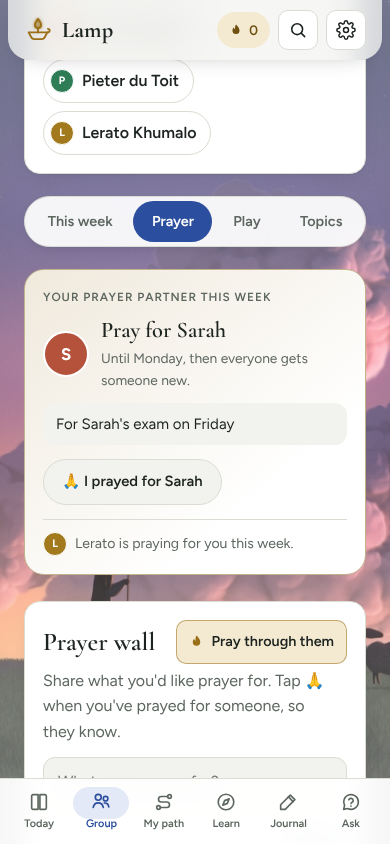 Lamp
0
P Pieter du Toit
L Lerato Khumalo
This week Prayer Play Topics
YOUR PRAYER PARTNER THIS WEEK
S
Pray for Sarah
Until Monday, then everyone gets
someone new.
For Sarah's exam on Friday
🙏 I prayed for Sarah
L Lerato is praying for you this week.
Prayer wall
Pray through them
Share what you'd like prayer for. Tap 🙏
when you've prayed for someone, so
they know.
Today Group My path Learn Journal Ask